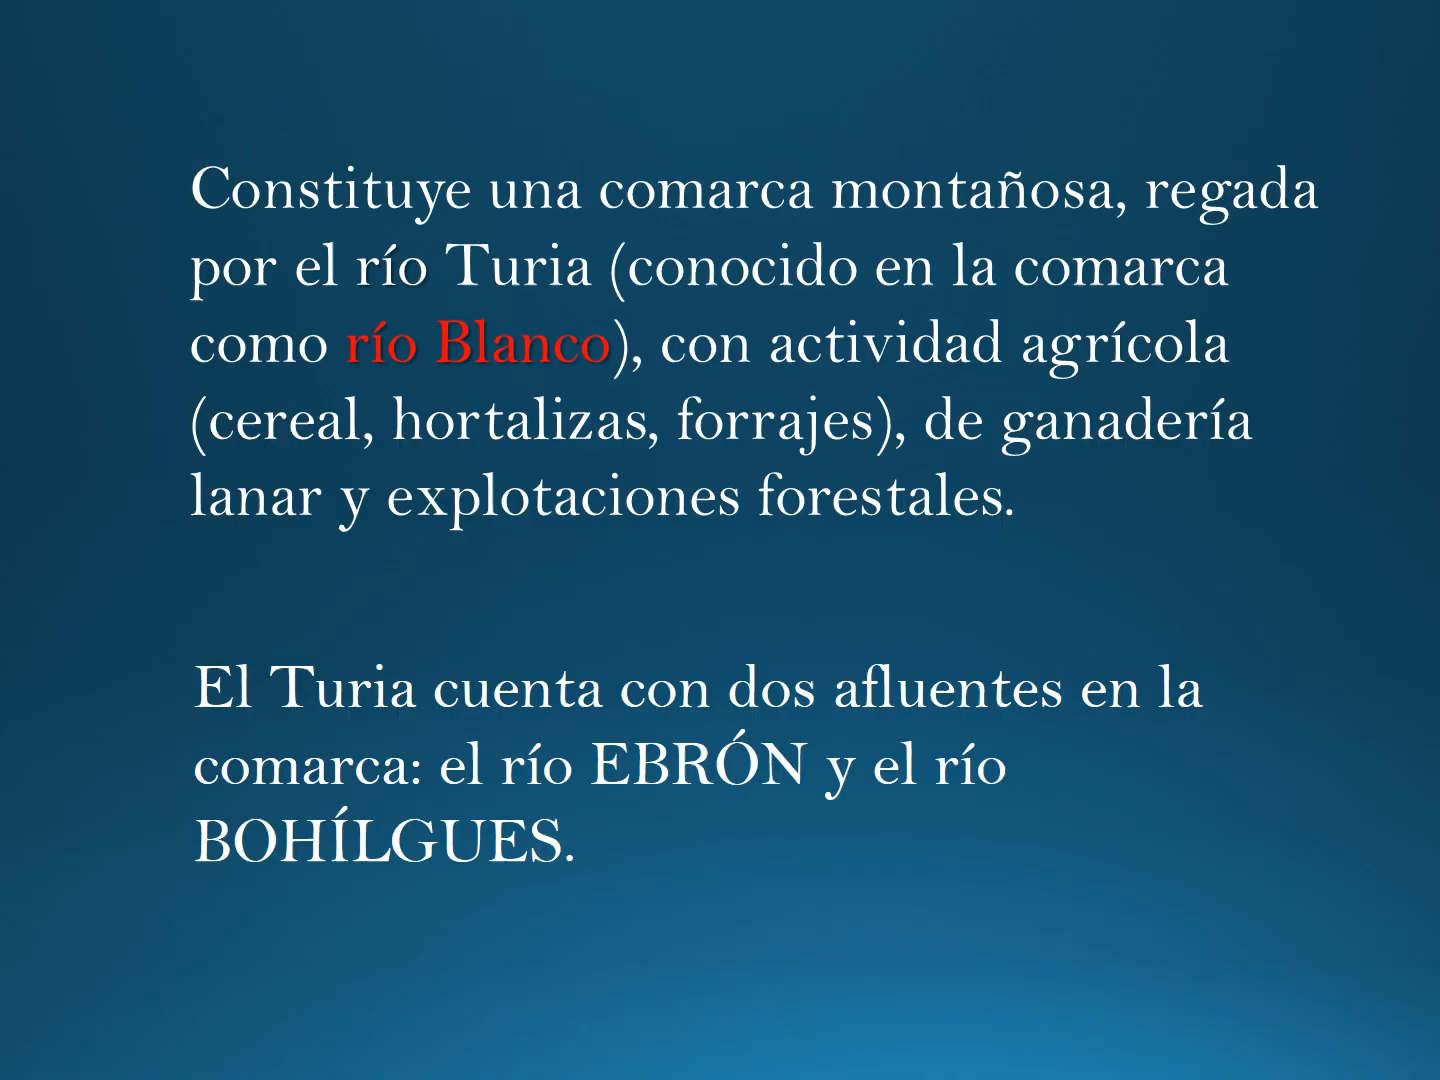 Constituye una comarca montañosa, regada
por el río Turia (conocido en la comarca
como río Blanco), con actividad agrícola
(cereal, hortalizas, forrajes), de ganadería
lanar y explotaciones forestales.
El Turia cuenta con dos afluentes en la
comarca: el río EBRÓN y el río
BOHÍLGUES.